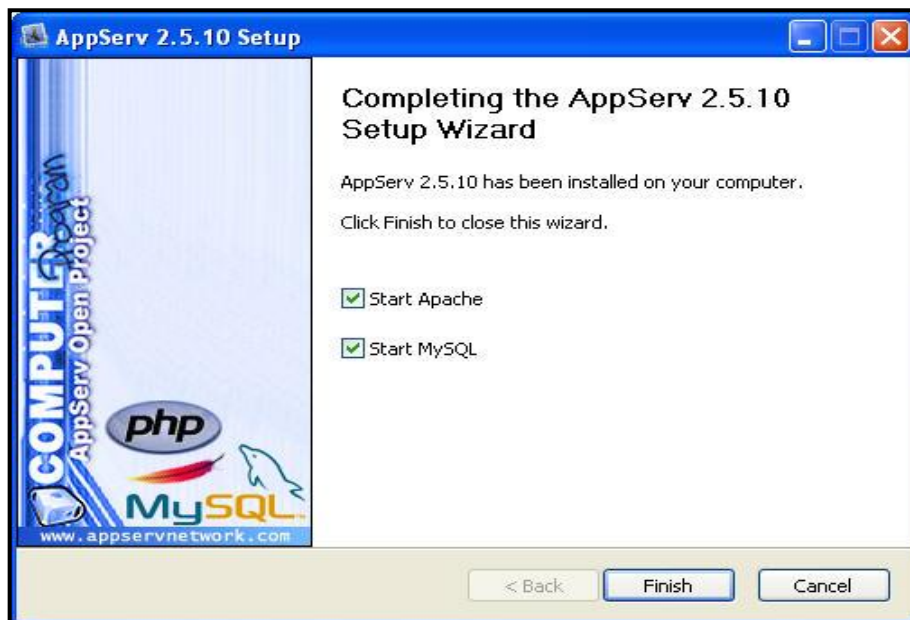 AppServ 2.5.10 Setup
Completing the AppServ 2.5.10
Setup Wizard
AppServ 2.5.10 has been installed on your computer.
Click Finish to close this wizard.
Start Apache
Start MySQL
COMPUTER
Program
AppServ Open Project
php
MySQL
www.appservnetwork.com
< Back
Finish
Cancel